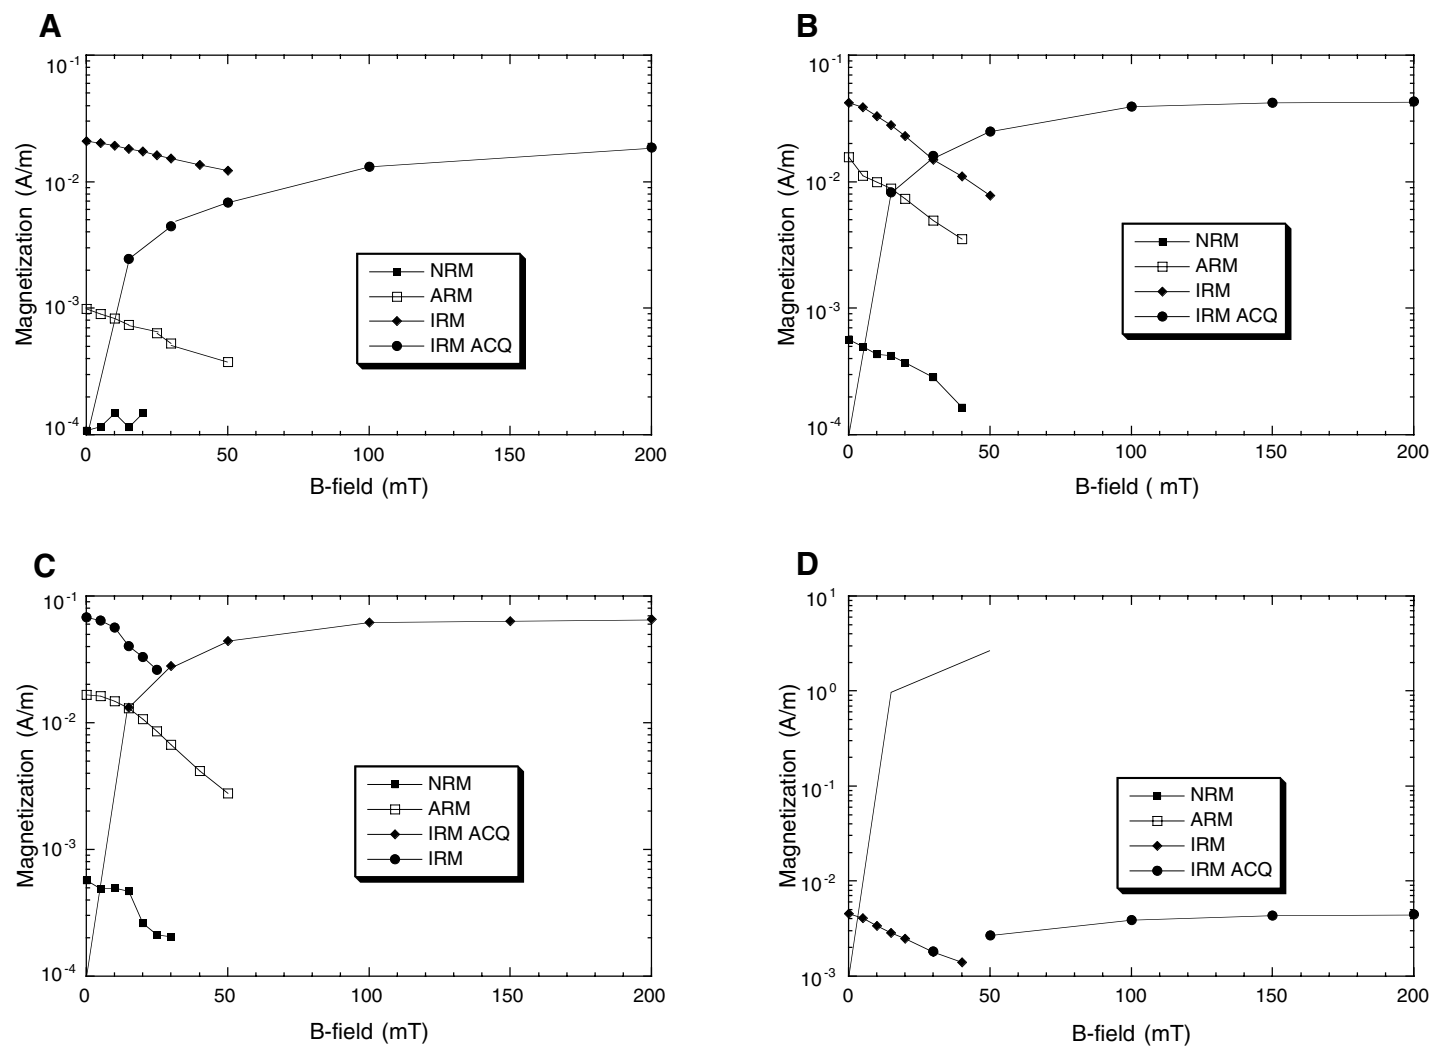 A
10-1
10-2
10-3
10-4
Magnetization (A/m)
NRM
ARM
IRM
IRM ACQ
0 50 100 150 200
B-field (mT)
B
10-1
10-2
10-3
10-4
Magnetization (A/m)
NRM
ARM
IRM
IRM ACQ
0 50 100 150 200
B-field ( mT)
C
10-1
10-2
10-3
10-4
Magnetization (A/m)
NRM
ARM
IRM ACQ
IRM
0 50 100 150 200
B-field (mT)
D
101
100
10-1
10-2
10-3
Magnetization (A/m)
NRM
ARM
IRM
IRM ACQ
0 50 100 150 200
B-field (mT)